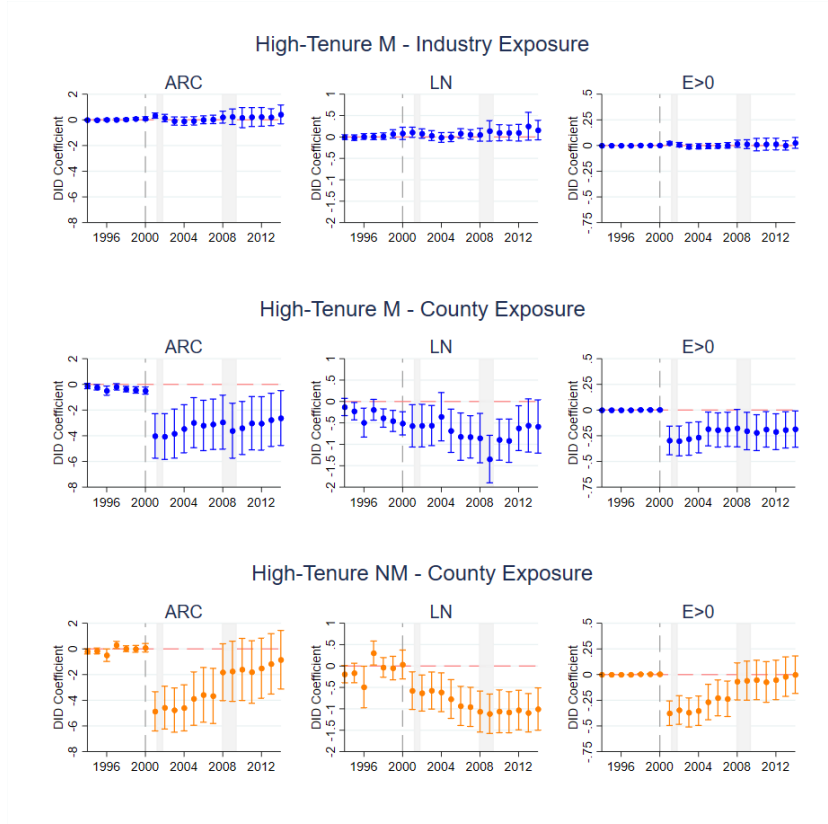 High-Tenure M - Industry Exposure
ARC LN E>0
DID Coefficient DID Coefficient DID Coefficient
2 0 -2 -4 -6 -8
1 .5 0 -.5 -1 -1.5 -2
.5 .25 0 -.25 -.5 -.75
1996 2000 2004 2008 2012 1996 2000 2004 2008 2012 1996 2000 2004 2008 2012
High-Tenure M - County Exposure
ARC LN E>0
DID Coefficient DID Coefficient DID Coefficient
2 0 -2 -4 -6 -8
1 .5 0 -.5 -1 -1.5 -2
.5 .25 0 -.25 -.5 -.75
1996 2000 2004 2008 2012 1996 2000 2004 2008 2012 1996 2000 2004 2008 2012
High-Tenure NM - County Exposure
ARC LN E>0
DID Coefficient DID Coefficient DID Coefficient
2 0 -2 -4 -6 -8
1 .5 0 -.5 -1 -1.5 -2
.5 .25 0 -.25 -.5 -.75
1996 2000 2004 2008 2012 1996 2000 2004 2008 2012 1996 2000 2004 2008 2012